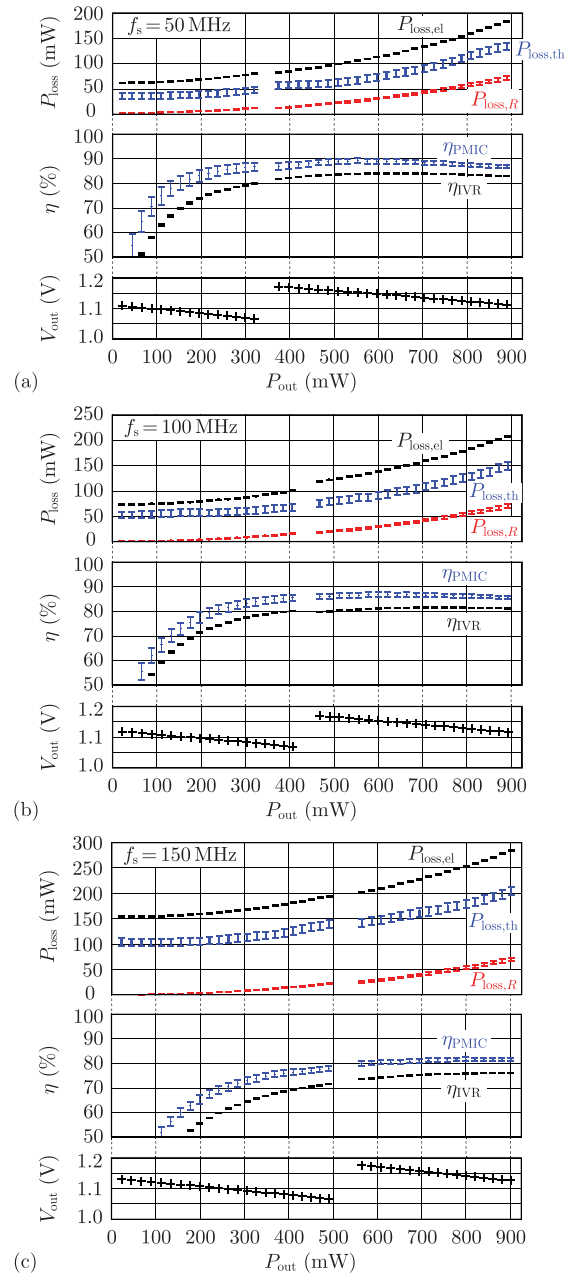 200
150
100
50
0
P_loss (mW)
f_s = 50 MHz
P_loss,el
P_loss,th
P_loss,R
100
90
80
70
60
50
η (%)
η_PMIC
η_IVR
1.2
1.1
1.0
V_out (V)
0 100 200 300 400 500 600 700 800 900
(a) P_out (mW)
250
200
150
100
50
0
P_loss (mW)
f_s = 100 MHz
P_loss,el
P_loss,th
P_loss,R
100
90
80
70
60
50
η (%)
η_PMIC
η_IVR
1.2
1.1
1.0
V_out (V)
0 100 200 300 400 500 600 700 800 900
(b) P_out (mW)
300
250
200
150
100
50
0
P_loss (mW)
f_s = 150 MHz
P_loss,el
P_loss,th
P_loss,R
100
90
80
70
60
50
η (%)
η_PMIC
η_IVR
1.2
1.1
1.0
V_out (V)
0 100 200 300 400 500 600 700 800 900
(c) P_out (mW)